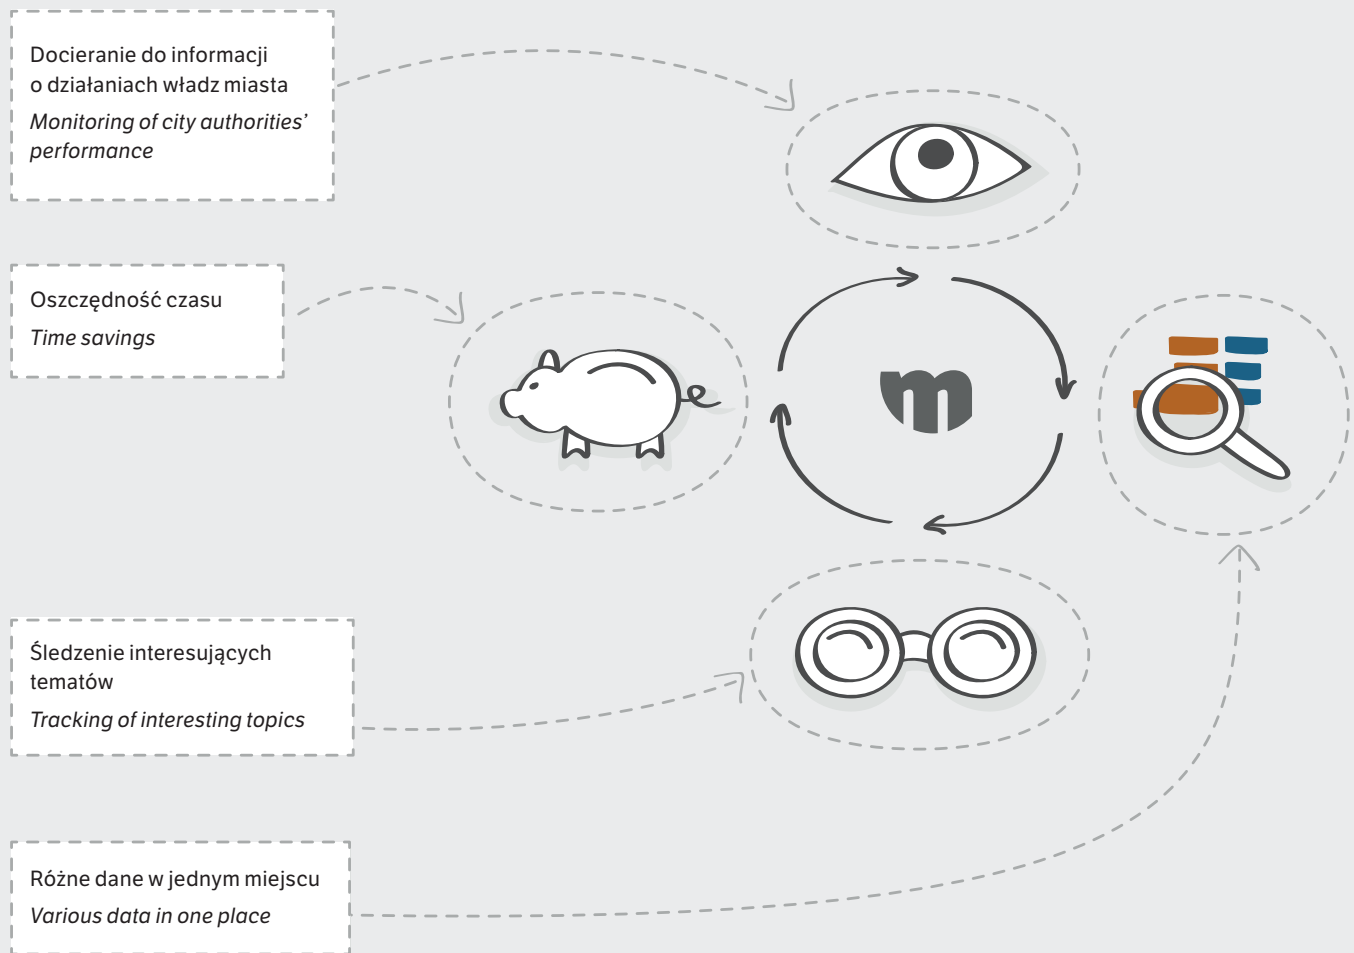 Docieranie do informacji
o działaniach władz miasta
Monitoring of city authorities’
performance
Oszczędność czasu
Time savings
m
Śledzenie interesujących
tematów
Tracking of interesting topics
Różne dane w jednym miejscu
Various data in one place